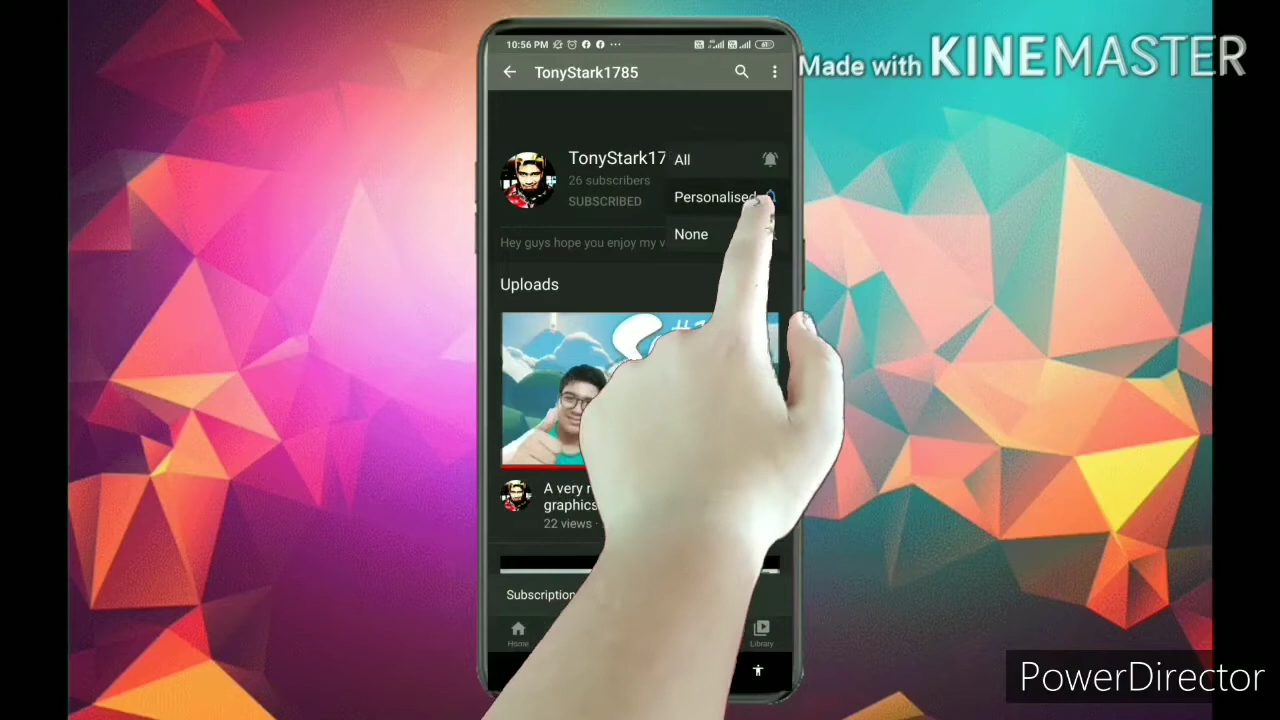 10:56 PM
Made with KINEMASTER
TonyStark1785
TonyStark17
All
26 subscribers
Personalised
SUBSCRIBED
None
Hey guys hope you enjoy my v
Uploads
A very
graphics
22 views ·
Subscription
Home
Library
PowerDirector